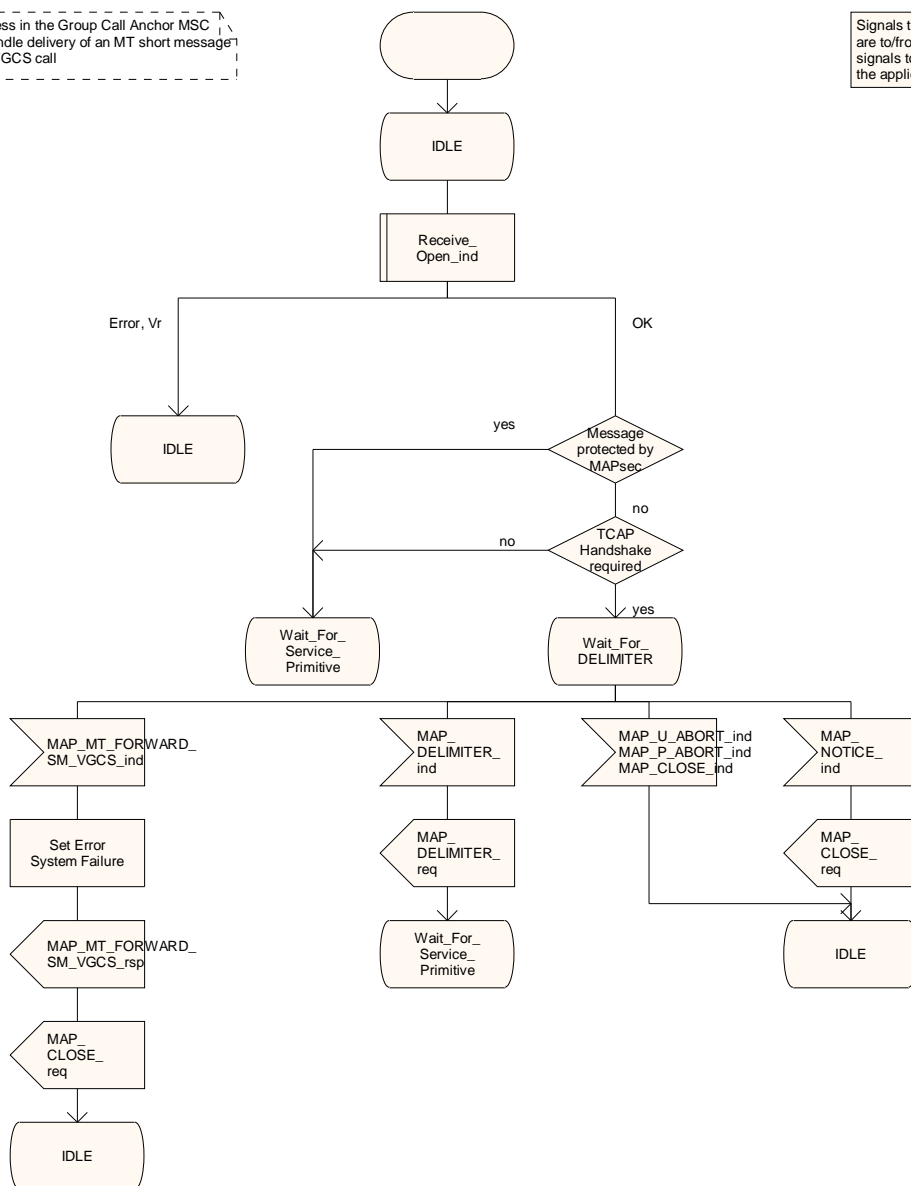 ess in the Group Call Anchor MSC
ndle delivery of an MT short message
GCS call
Signals t
are to/fro
signals to
the applic
IDLE
Receive_
Open_ind
Error, Vr
OK
IDLE
yes
Message
protected by
MAPsec
no
no
TCAP
Handshake
required
yes
Wait_For_
Service_
Primitive
Wait_For_
DELIMITER
MAP_MT_FORWARD_
SM_VGCS_ind
MAP_
DELIMITER_
ind
MAP_U_ABORT_ind
MAP_P_ABORT_ind
MAP_CLOSE_ind
MAP_
NOTICE_
ind
Set Error
System Failure
MAP_
DELIMITER_
req
MAP_
CLOSE_
req
MAP_MT_FORWARD_
SM_VGCS_rsp
Wait_For_
Service_
Primitive
IDLE
MAP_
CLOSE_
req
IDLE